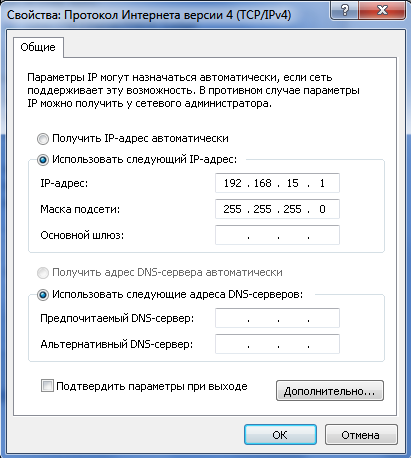 Свойства: Протокол Интернета версии 4 (TCP/IPv4)
Общие
Параметры IP могут назначаться автоматически, если сеть
поддерживает эту возможность. В противном случае параметры
IP можно получить у сетевого администратора.
Получить IP-адрес автоматически
Использовать следующий IP-адрес:
IP-адрес: 192 . 168 . 15 . 1
Маска подсети: 255 . 255 . 255 . 0
Основной шлюз: . . .
Получить адрес DNS-сервера автоматически
Использовать следующие адреса DNS-серверов:
Предпочитаемый DNS-сервер: . . .
Альтернативный DNS-сервер: . . .
Подтвердить параметры при выходе
Дополнительно...
ОК Отмена